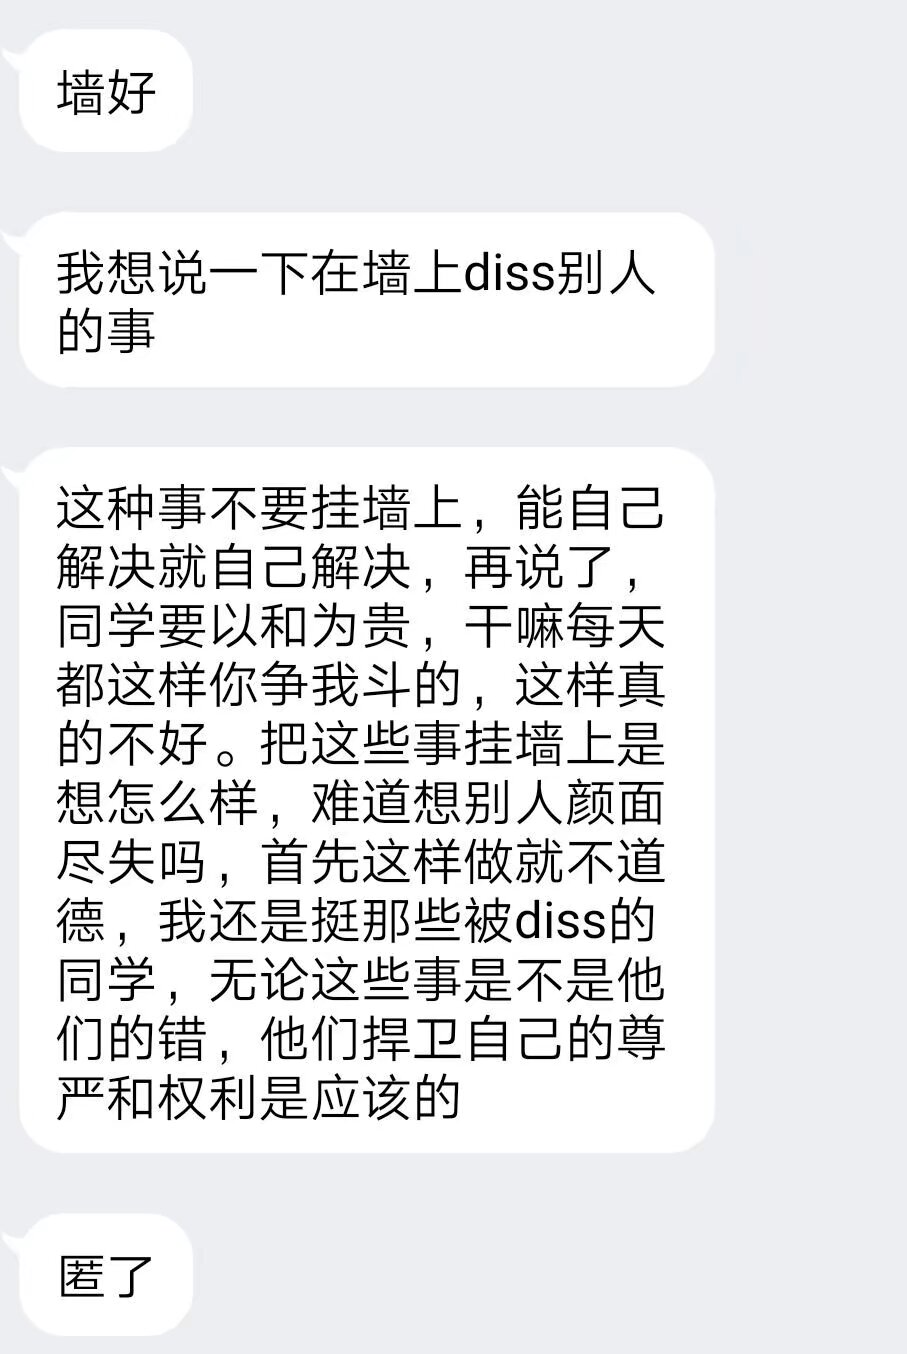 墙好
我想说一下在墙上diss别人
的事
这种事不要挂墙上，能自己
解决就自己解决，再说了，
同学要以和为贵，干嘛每天
都这样你争我斗的，这样真
的不好。把这些事挂墙上是
想怎么样，难道想别人颜面
尽失吗，首先这样做就不道
德，我还是挺那些被diss的
同学，无论这些事是不是他
们的错，他们捍卫自己的尊
严和权利是应该的
匿了